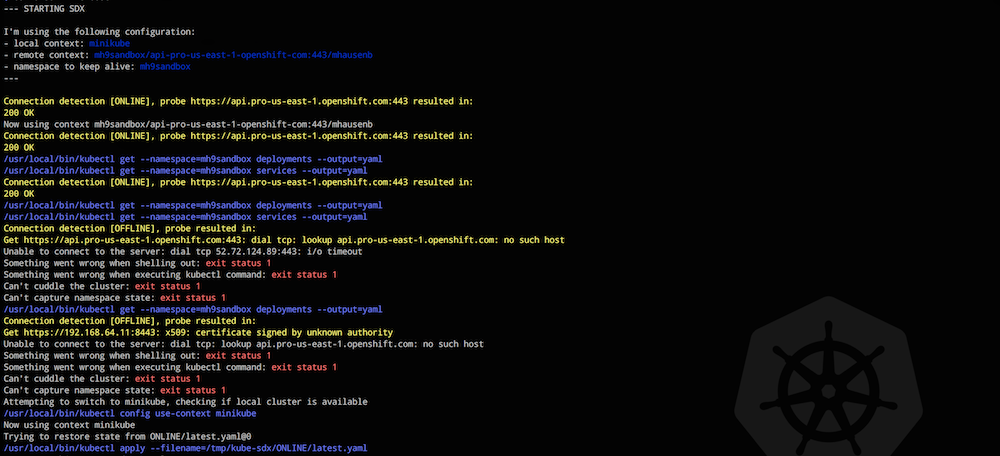 --- STARTING SDX
I'm using the following configuration:
- local context: minikube
- remote context: mh9sandbox/api-pro-us-east-1-openshift-com:443/mhausenb
- namespace to keep alive: mh9sandbox
---
Connection detection [ONLINE], probe https://api.pro-us-east-1.openshift.com:443 resulted in:
200 OK
Now using context mh9sandbox/api-pro-us-east-1-openshift-com:443/mhausenb
Connection detection [ONLINE], probe https://api.pro-us-east-1.openshift.com:443 resulted in:
200 OK
/usr/local/bin/kubectl get --namespace=mh9sandbox deployments --output=yaml
/usr/local/bin/kubectl get --namespace=mh9sandbox services --output=yaml
Connection detection [ONLINE], probe https://api.pro-us-east-1.openshift.com:443 resulted in:
200 OK
/usr/local/bin/kubectl get --namespace=mh9sandbox deployments --output=yaml
/usr/local/bin/kubectl get --namespace=mh9sandbox services --output=yaml
Connection detection [OFFLINE], probe resulted in:
Get https://api.pro-us-east-1.openshift.com:443: dial tcp: lookup api.pro-us-east-1.openshift.com: no such host
Unable to connect to the server: dial tcp 52.72.124.89:443: i/o timeout
Something went wrong when shelling out: exit status 1
Something went wrong when executing kubectl command: exit status 1
Can't cuddle the cluster: exit status 1
Can't capture namespace state: exit status 1
/usr/local/bin/kubectl get --namespace=mh9sandbox deployments --output=yaml
Connection detection [OFFLINE], probe resulted in:
Get https://192.168.64.11:8443: x509: certificate signed by unknown authority
Unable to connect to the server: dial tcp: lookup api.pro-us-east-1.openshift.com: no such host
Something went wrong when shelling out: exit status 1
Something went wrong when executing kubectl command: exit status 1
Can't cuddle the cluster: exit status 1
Can't capture namespace state: exit status 1
Attempting to switch to minikube, checking if local cluster is available
/usr/local/bin/kubectl config use-context minikube
Now using context minikube
Trying to restore state from ONLINE/latest.yaml@0
/usr/local/bin/kubectl apply --filename=/tmp/kube-sdx/ONLINE/latest.yaml